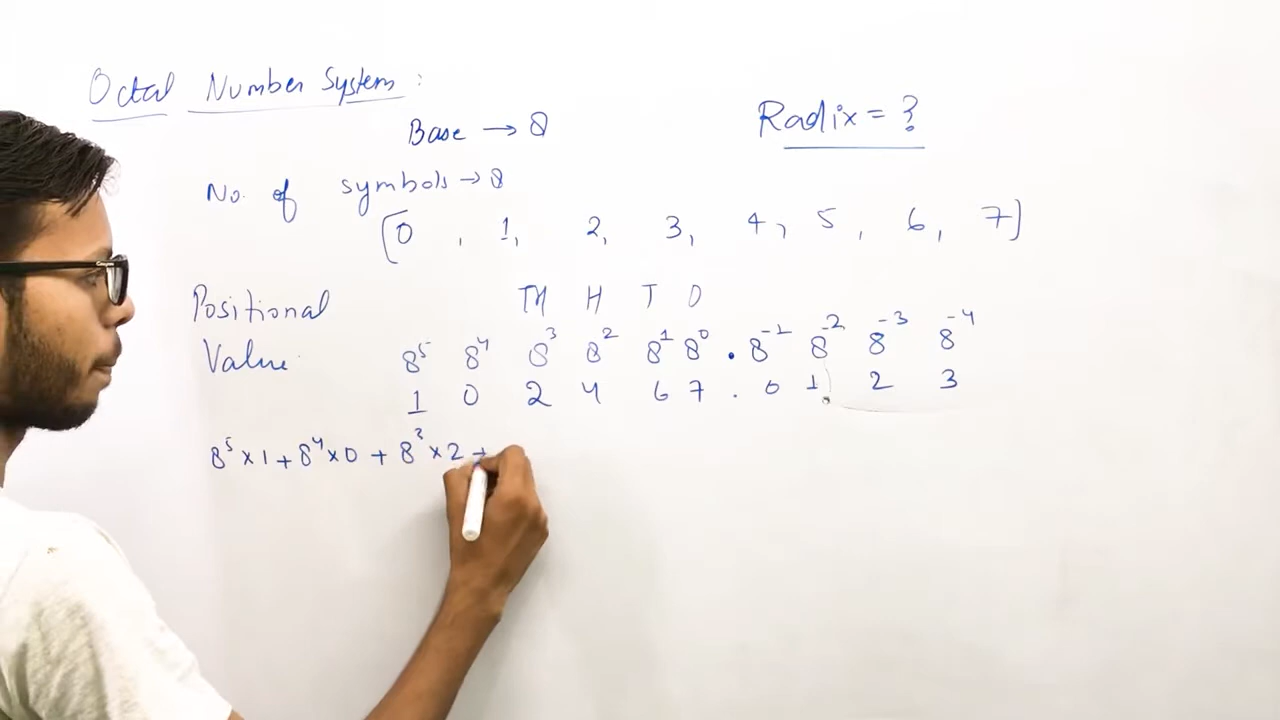 Octal Number System :
Base → 8
Radix = ?
No. of symbols → 8
[0 , 1, 2, 3, 4, 5, 6, 7]
Positional TH H T O
Value 8⁵ 8⁴ 8³ 8² 8¹ 8⁰ . 8⁻¹ 8⁻² 8⁻³ 8⁻⁴
1 0 2 4 6 7 . 0 1 2 3
8⁵ × 1 + 8⁴ × 0 + 8³ × 2 +